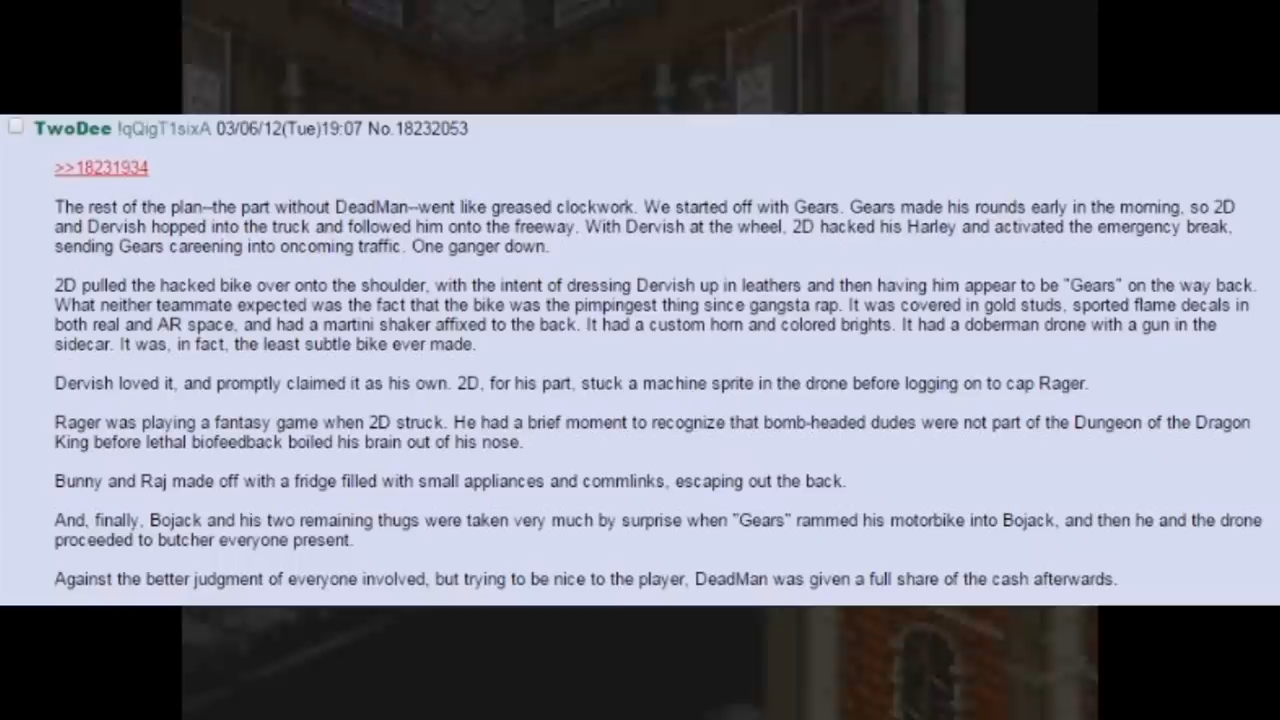 TwoDee !qQigT1sixA 03/06/12(Tue)19:07 No.18232053
>>18231934
The rest of the plan--the part without DeadMan--went like greased clockwork. We started off with Gears. Gears made his rounds early in the morning, so 2D
and Dervish hopped into the truck and followed him onto the freeway. With Dervish at the wheel, 2D hacked his Harley and activated the emergency break,
sending Gears careening into oncoming traffic. One ganger down.
2D pulled the hacked bike over onto the shoulder, with the intent of dressing Dervish up in leathers and then having him appear to be "Gears" on the way back.
What neither teammate expected was the fact that the bike was the pimpingest thing since gangsta rap. It was covered in gold studs, sported flame decals in
both real and AR space, and had a martini shaker affixed to the back. It had a custom horn and colored brights. It had a doberman drone with a gun in the
sidecar. It was, in fact, the least subtle bike ever made.
Dervish loved it, and promptly claimed it as his own. 2D, for his part, stuck a machine sprite in the drone before logging on to cap Rager.
Rager was playing a fantasy game when 2D struck. He had a brief moment to recognize that bomb-headed dudes were not part of the Dungeon of the Dragon
King before lethal biofeedback boiled his brain out of his nose.
Bunny and Raj made off with a fridge filled with small appliances and commlinks, escaping out the back.
And, finally, Bojack and his two remaining thugs were taken very much by surprise when "Gears" rammed his motorbike into Bojack, and then he and the drone
proceeded to butcher everyone present.
Against the better judgment of everyone involved, but trying to be nice to the player, DeadMan was given a full share of the cash afterwards.